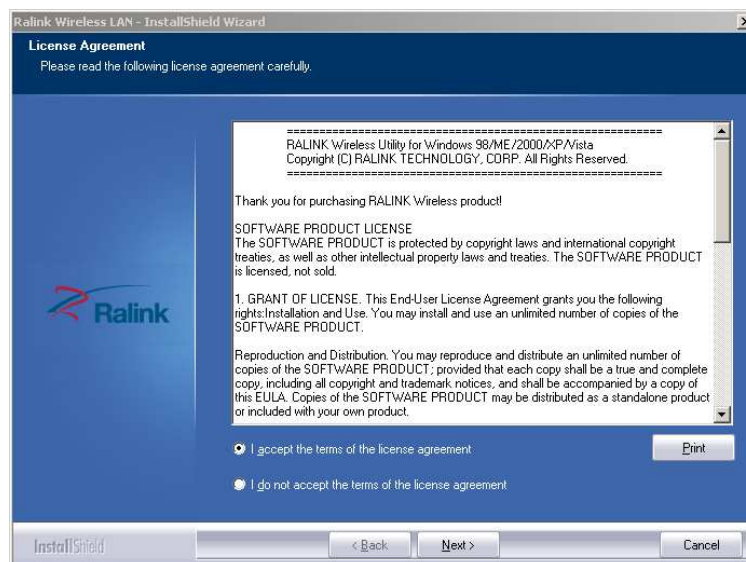 Ralink Wireless LAN - InstallShield Wizard
License Agreement
Please read the following license agreement carefully.
==========================================================
RALINK Wireless Utility for Windows 98/ME/2000/XP/Vista
Copyright (C) RALINK TECHNOLOGY, CORP. All Rights Reserved.
==========================================================
Thank you for purchasing RALINK Wireless product!
SOFTWARE PRODUCT LICENSE
The SOFTWARE PRODUCT is protected by copyright laws and international copyright
treaties, as well as other intellectual property laws and treaties. The SOFTWARE PRODUCT
is licensed, not sold.
1. GRANT OF LICENSE. This End-User License Agreement grants you the following
rights:Installation and Use. You may install and use an unlimited number of copies of the
SOFTWARE PRODUCT.
Reproduction and Distribution. You may reproduce and distribute an unlimited number of
copies of the SOFTWARE PRODUCT; provided that each copy shall be a true and complete
copy, including all copyright and trademark notices, and shall be accompanied by a copy of
this EULA. Copies of the SOFTWARE PRODUCT may be distributed as a standalone product
or included with your own product.
Ralink
I accept the terms of the license agreement
Print
I do not accept the terms of the license agreement
InstallShield
< Back
Next >
Cancel